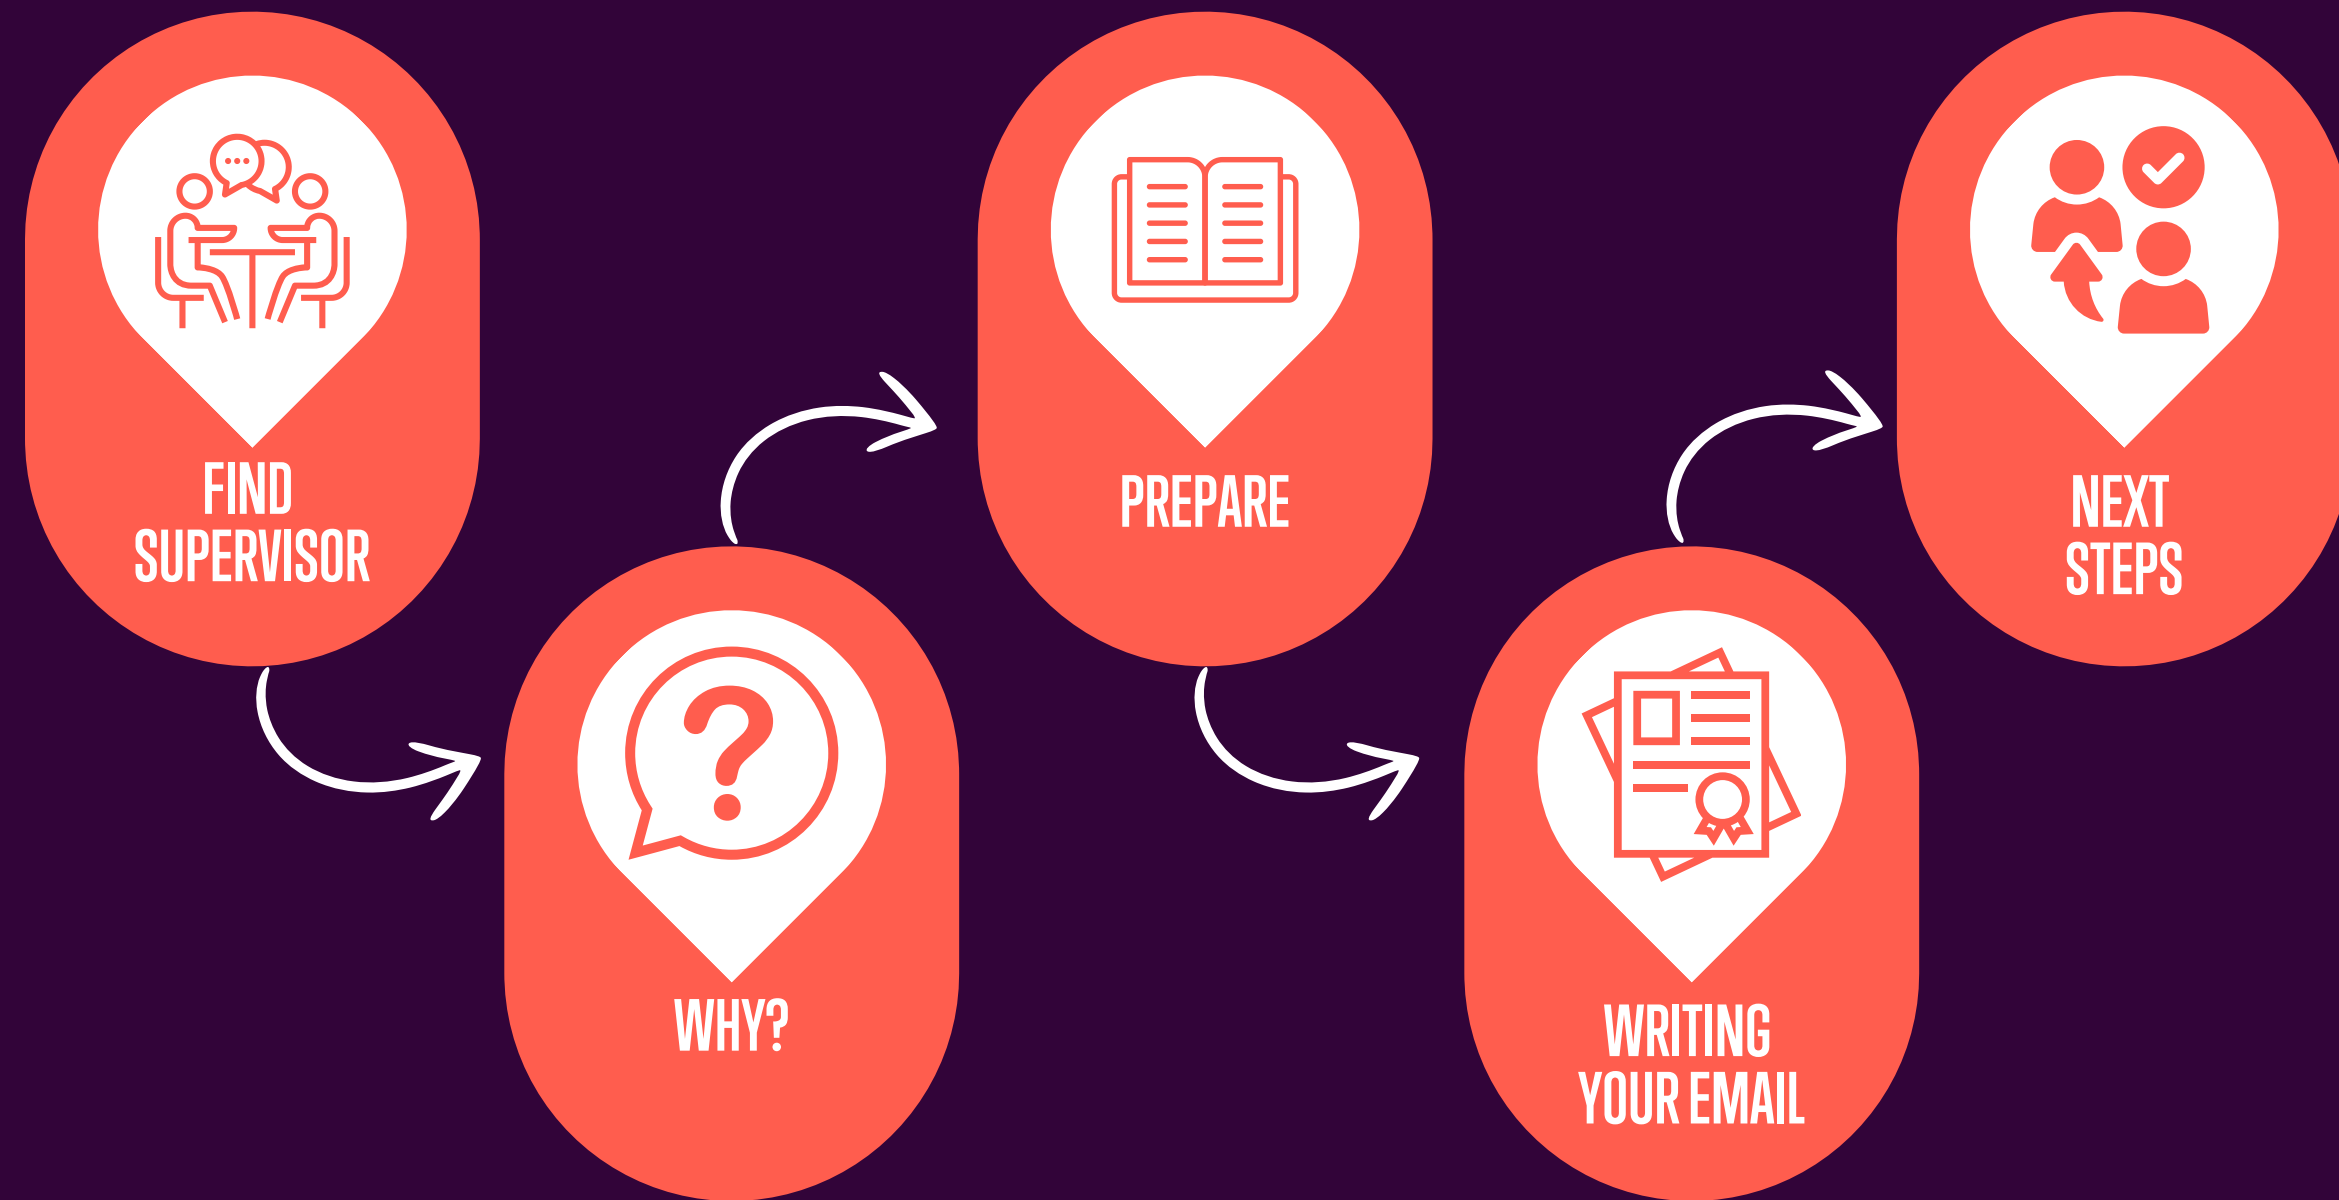 FIND
SUPERVISOR
WHY?
PREPARE
WRITING
YOUR EMAIL
NEXT
STEPS